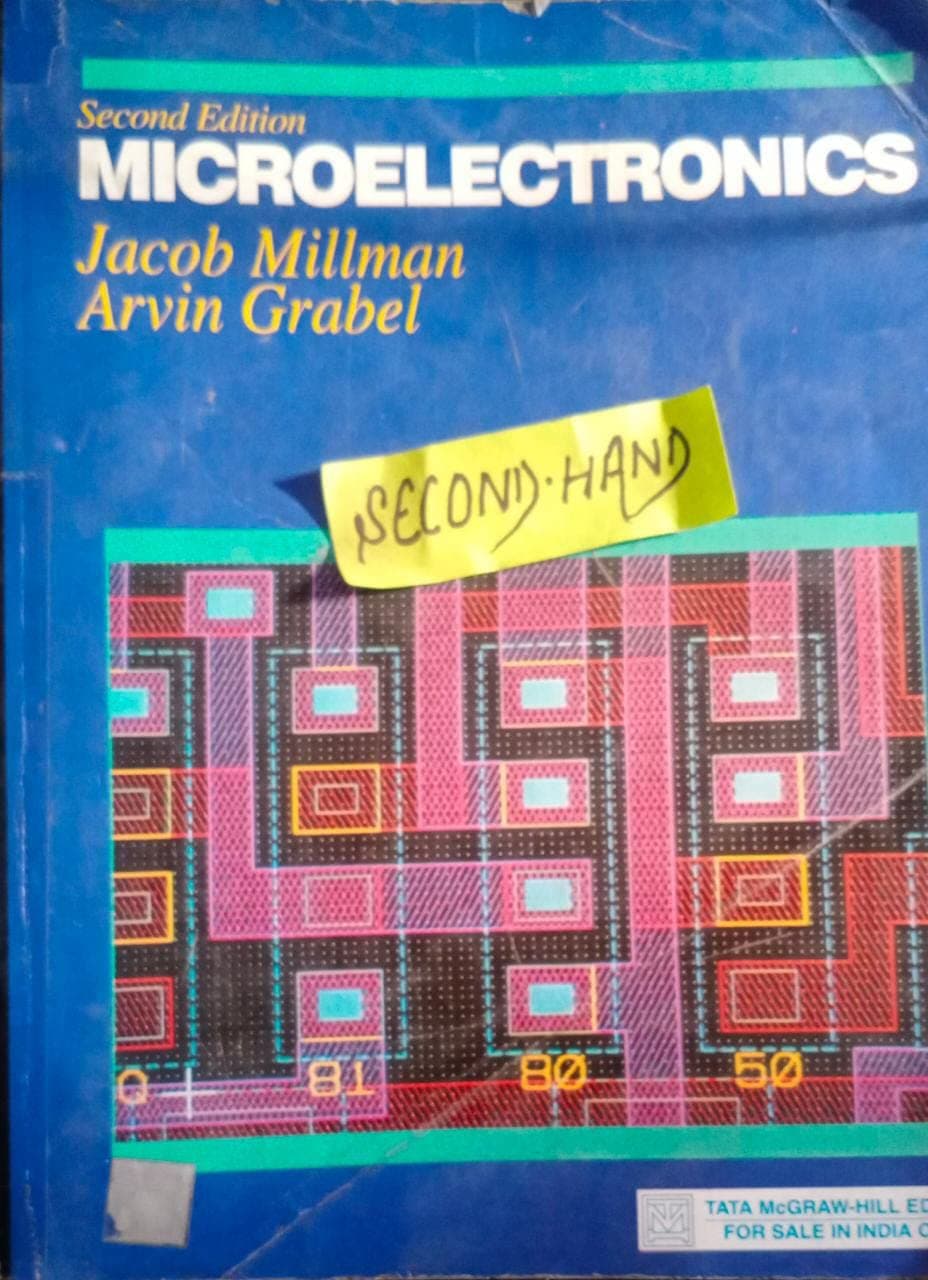 Second Edition
MICROELECTRONICS
Jacob Millman
Arvin Grabel
SECOND·HAND
Q 81 80 50
TATA McGRAW-HILL
FOR SALE IN INDIA